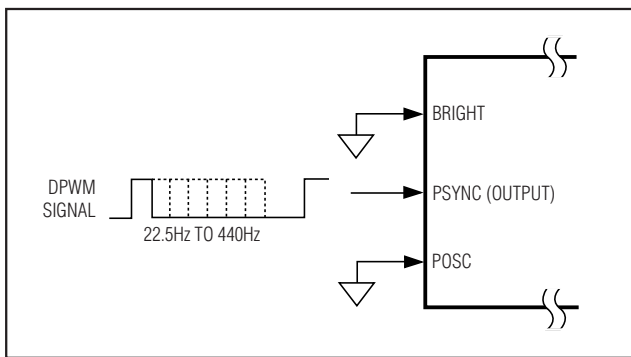 BRIGHT
DPWM
SIGNAL
PSYNC (OUTPUT)
22.5Hz TO 440Hz
POSC